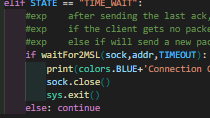 elif STATE == "TIME_WAIT":
#exp    after sending the last ack,
#exp    if the client gets no packe
#exp    else if will send a new pac
if waitFor2MSL(sock,addr,TIMEOUT):
print(colors.BLUE+'Connection C
sock.close()
sys.exit()
else: continue